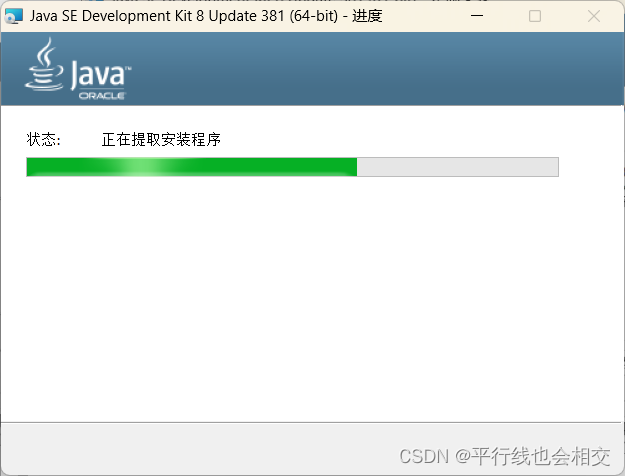 Java SE Development Kit 8 Update 381 (64-bit) - 进度
Java™
ORACLE
状态: 正在提取安装程序
CSDN @平行线也会相交